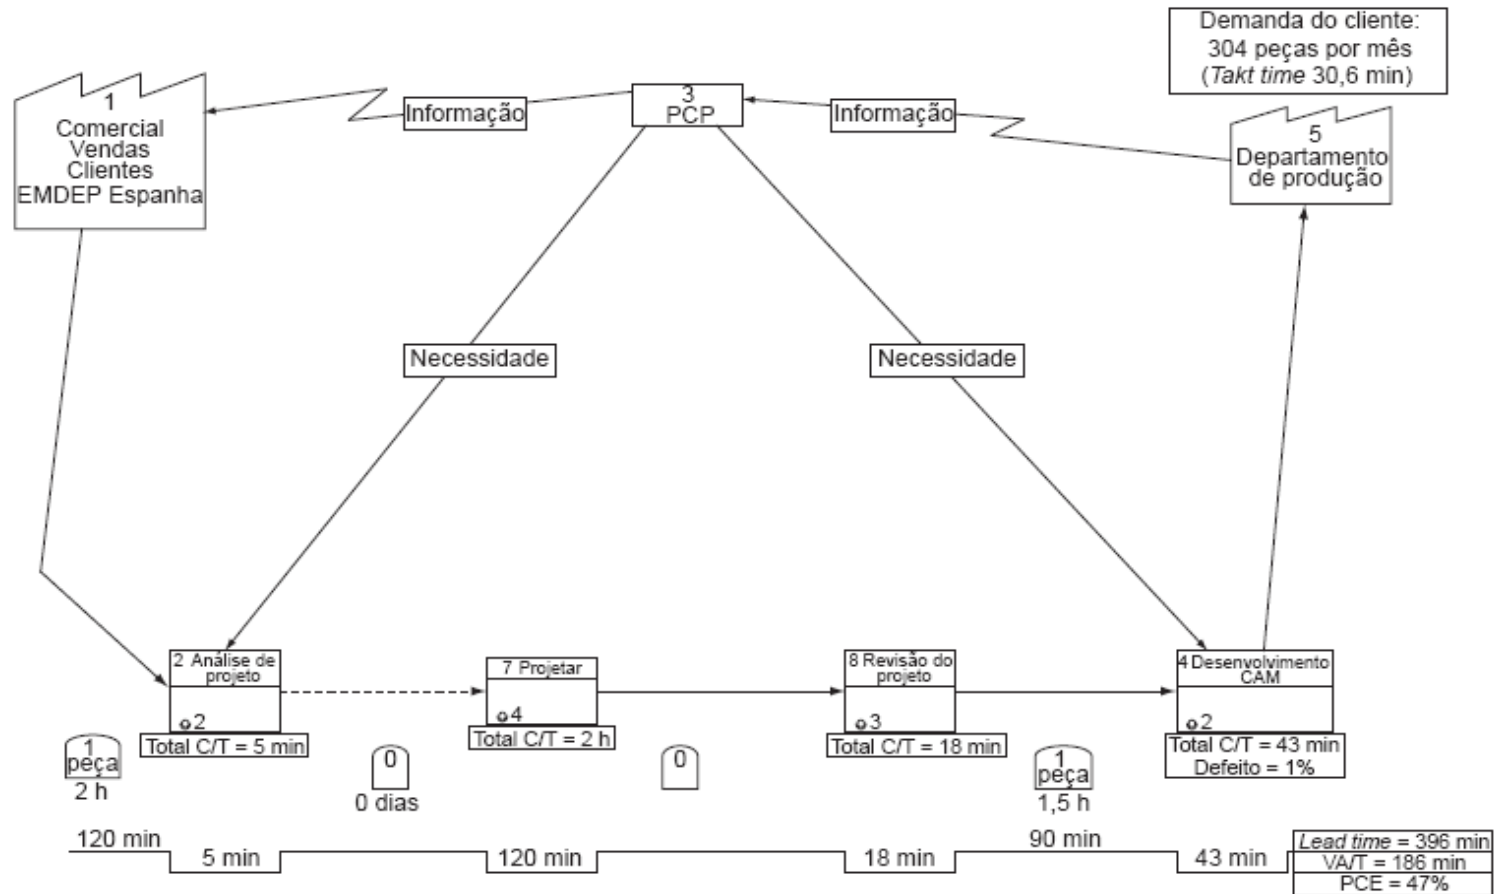 Demanda do cliente:
304 peças por mês
(Takt time 30,6 min)
1
Comercial
Vendas
Clientes
EMDEP Espanha
Informação
3
PCP
Informação
5
Departamento
de produção
Necessidade
Necessidade
2 Análise de
projeto
2
Total C/T = 5 min
7 Projetar
4
Total C/T = 2 h
8 Revisão do
projeto
3
Total C/T = 18 min
4 Desenvolvimento
CAM
2
Total C/T = 43 min
Defeito = 1%
1
peça
2 h
0
0 dias
0
1
peça
1,5 h
120 min
5 min
120 min
18 min
90 min
43 min
Lead time = 396 min
VA/T = 186 min
PCE = 47%